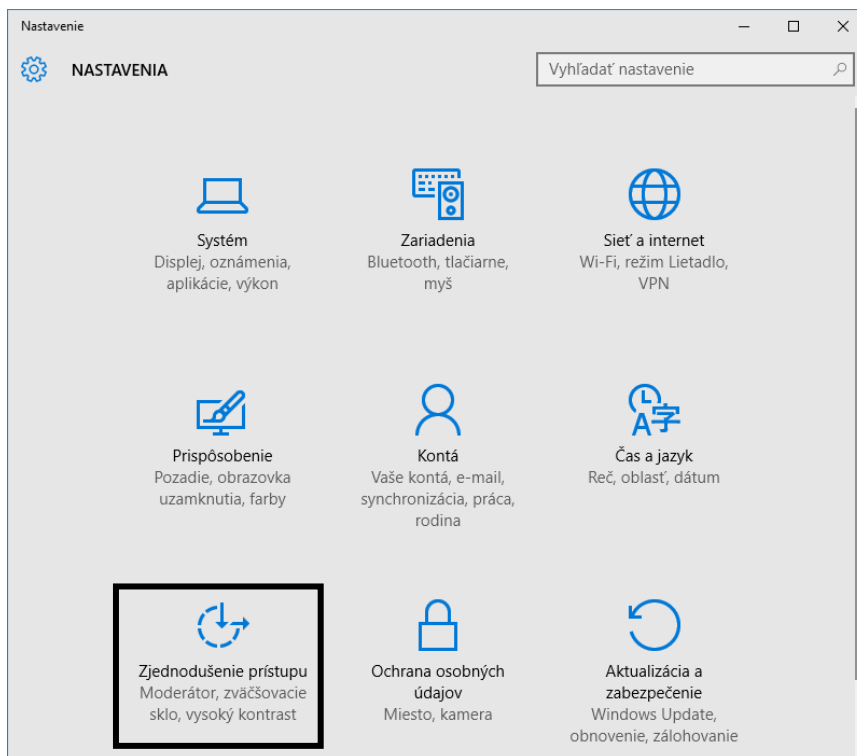 Nastavenie
NASTAVENIA
Vyhľadať nastavenie
Systém
Displej, oznámenia,
aplikácie, výkon
Zariadenia
Bluetooth, tlačiarne,
myš
Sieť a internet
Wi-Fi, režim Lietadlo,
VPN
Prispôsobenie
Pozadie, obrazovka
uzamknutia, farby
Kontá
Vaše kontá, e-mail,
synchronizácia, práca,
rodina
Čas a jazyk
Reč, oblasť, dátum
Zjednodušenie prístupu
Moderátor, zväčšovacie
sklo, vysoký kontrast
Ochrana osobných
údajov
Miesto, kamera
Aktualizácia a
zabezpečenie
Windows Update,
obnovenie, zálohovanie